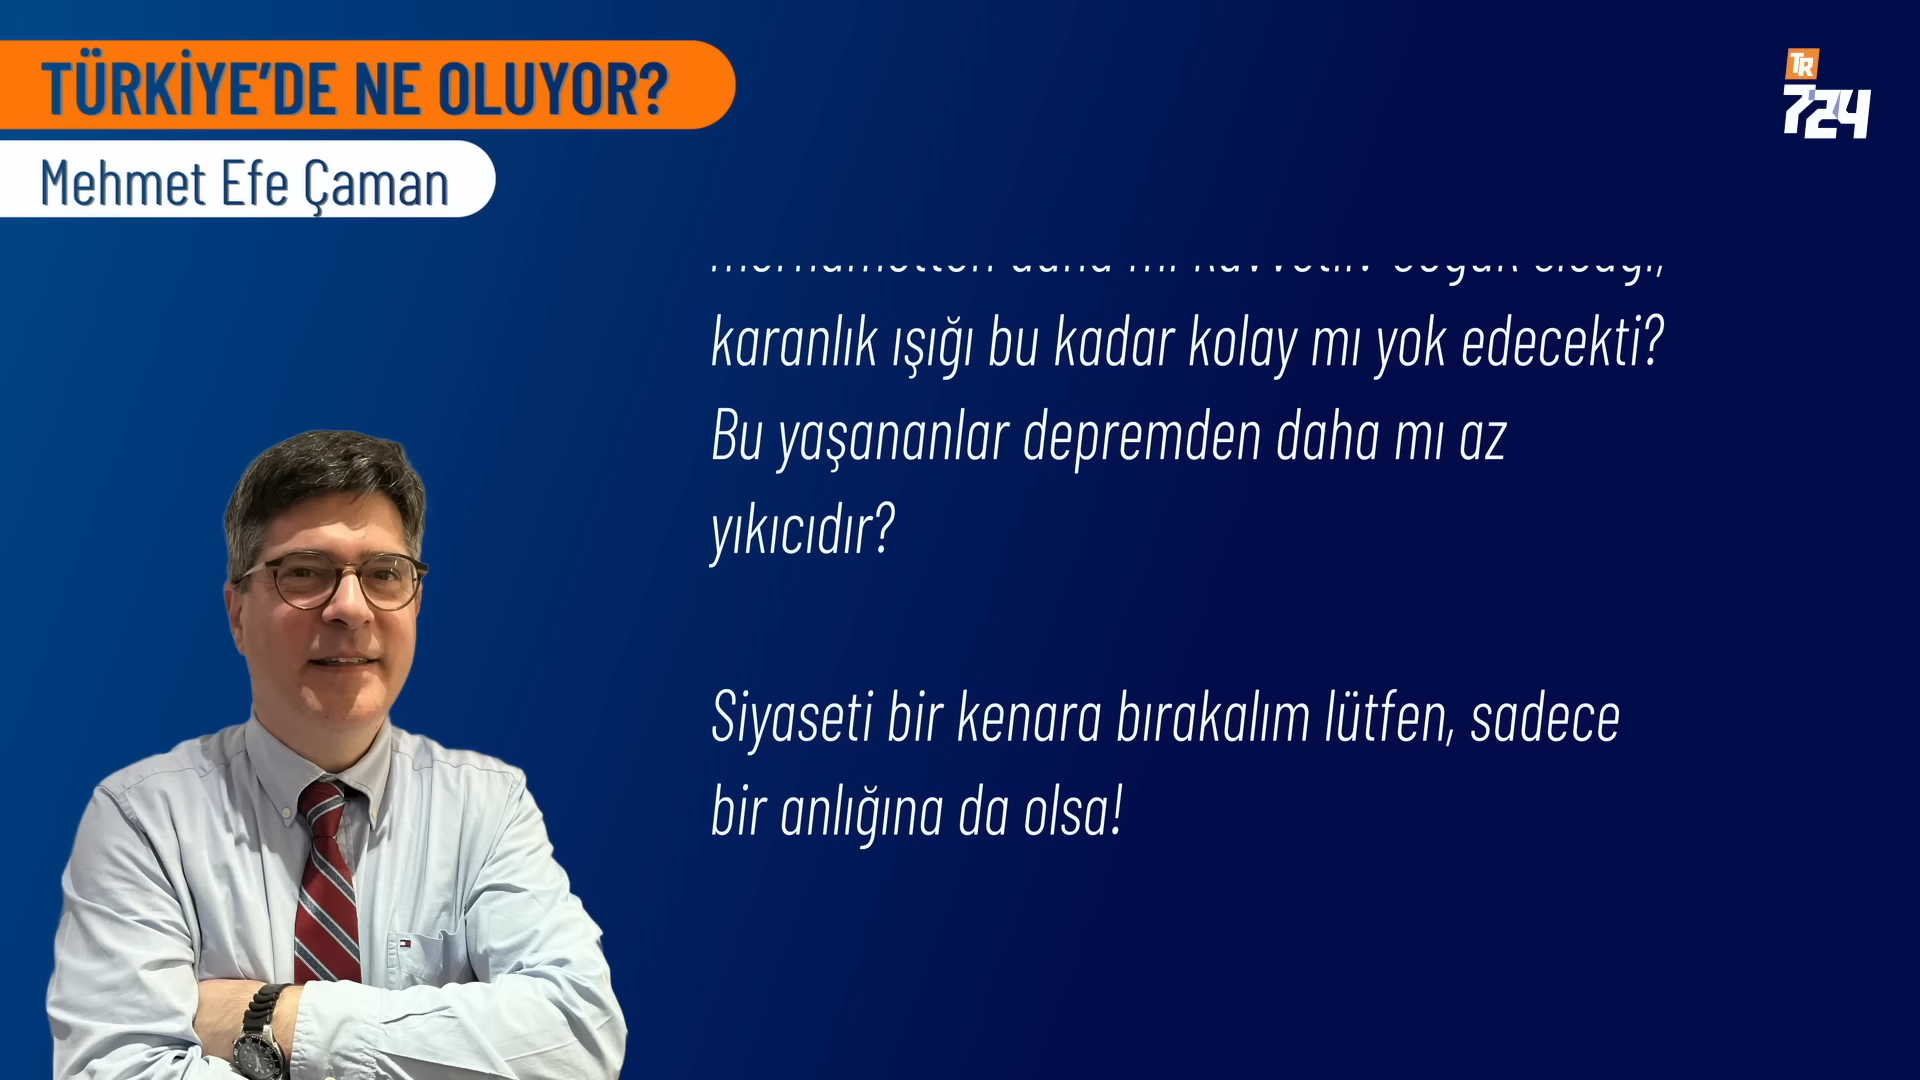 TÜRKİYE'DE NE OLUYOR?
Mehmet Efe Çaman
TR
724
karanlık ışığı bu kadar kolay mı yok edecekti?
Bu yaşananlar depremden daha mı az
yıkıcıdır?
Siyaseti bir kenara bırakalım lütfen, sadece
bir anlığına da olsa!